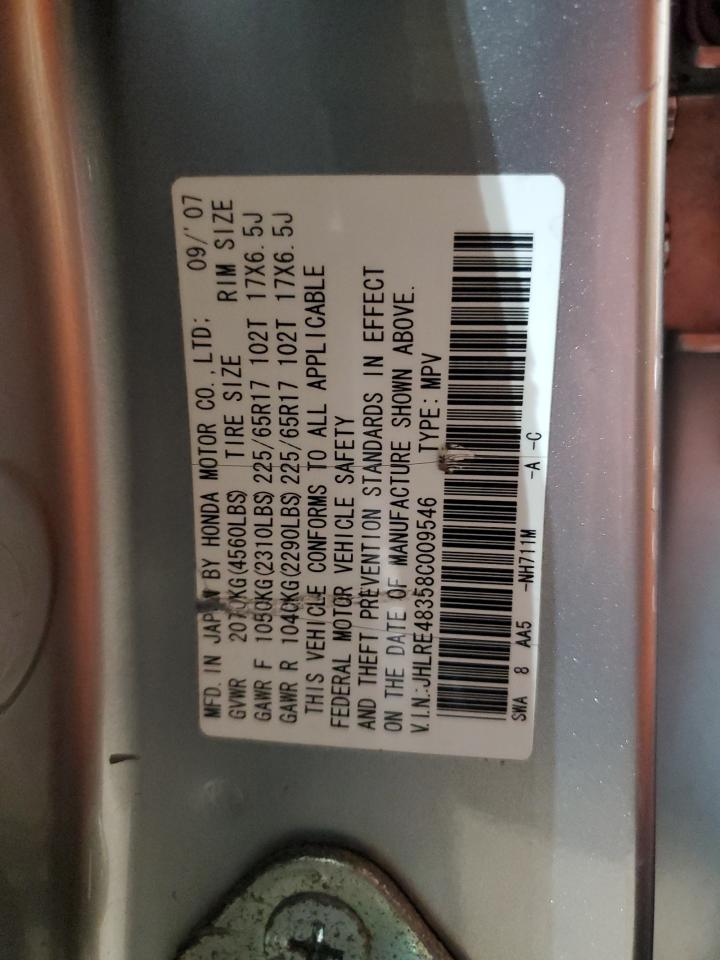 MFD. IN JAPAN BY HONDA MOTOR CO., LTD: 09/'07
GVWR 2070KG(4560LBS) TIRE SIZE RIM SIZE
GAWR F 1050KG(2310LBS) 225/65R17 102T 17X6.5J
GAWR R 1040KG(2290LBS) 225/65R17 102T 17X6.5J
THIS VEHICLE CONFORMS TO ALL APPLICABLE
FEDERAL MOTOR VEHICLE SAFETY
AND THEFT PREVENTION STANDARDS IN EFFECT
ON THE DATE OF MANUFACTURE SHOWN ABOVE.
V.I.N.:JHLRE48358C009546 TYPE: MPV
SWA 8 AA5 -NH711M -A -C